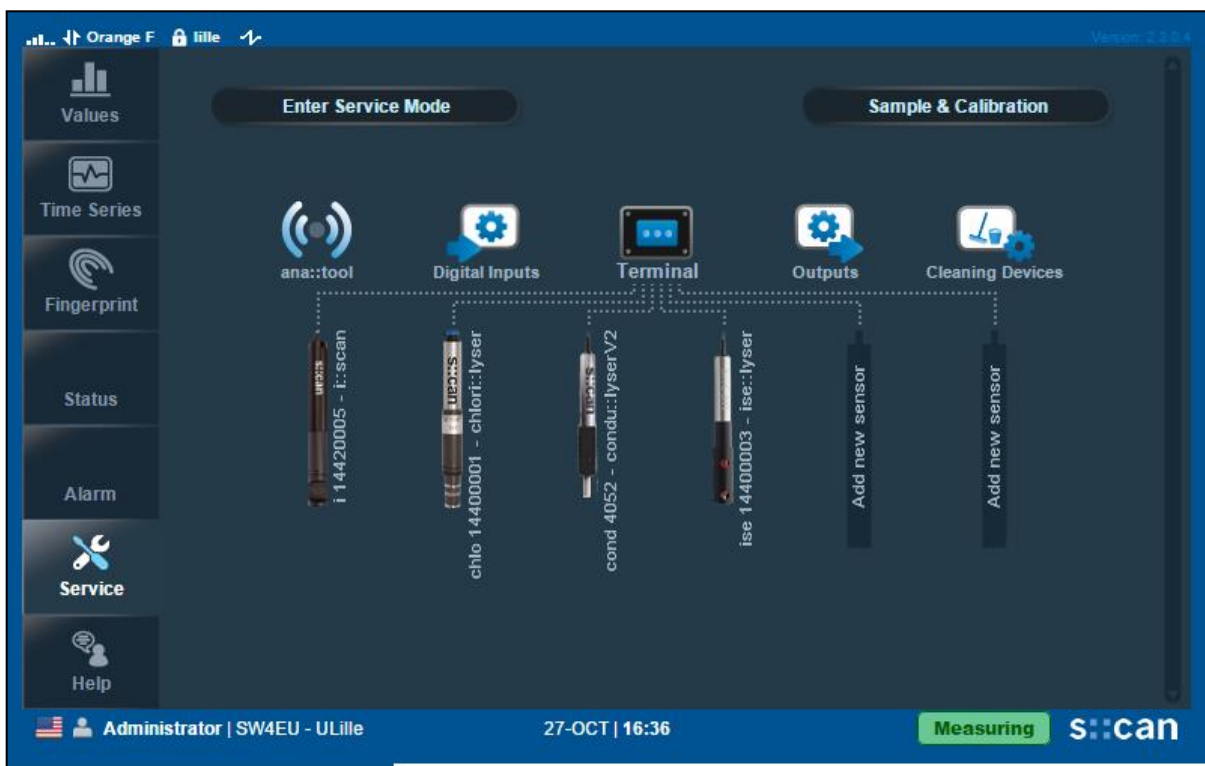 Orange F lille
Version: 2.3.0.4
Values
Time Series
Fingerprint
Status
Alarm
Service
Help
Enter Service Mode
Sample & Calibration
ana::tool
Digital Inputs
Terminal
Outputs
Cleaning Devices
s::can
i 14420005 - i::scan
s::can
chlo 14400001 - chlori::lyser
s::can
cond 4052 - condu::lyserV2
ise 14400003 - ise::lyser
Add new sensor
Add new sensor
Administrator | SW4EU - ULille
27-OCT | 16:36
Measuring
s::can